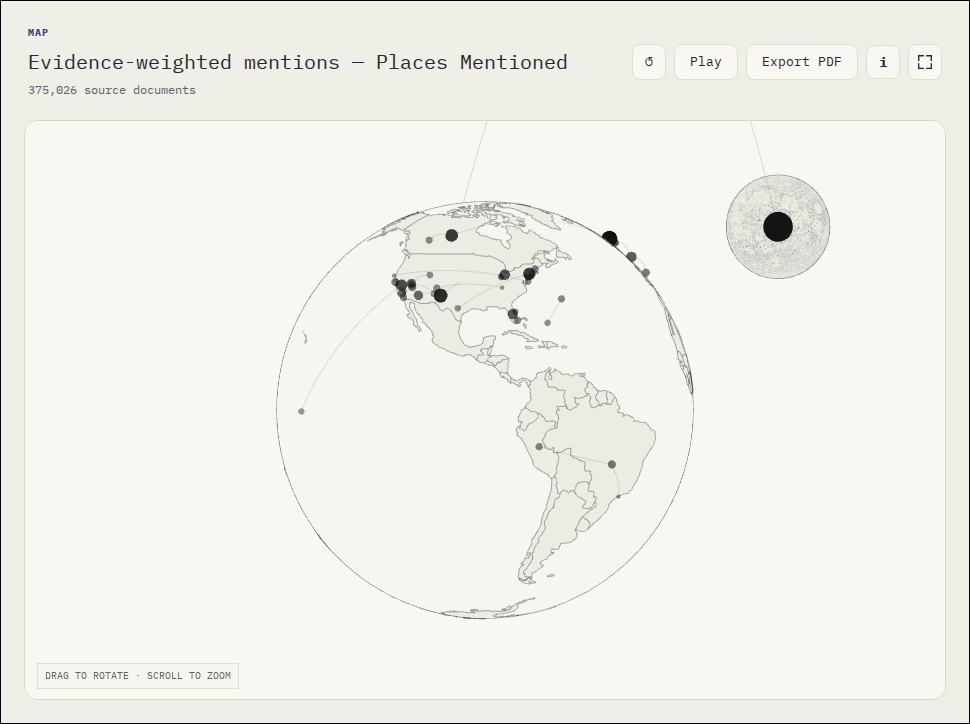 MAP
Evidence-weighted mentions — Places Mentioned
375,026 source documents
↺ Play Export PDF i
DRAG TO ROTATE · SCROLL TO ZOOM